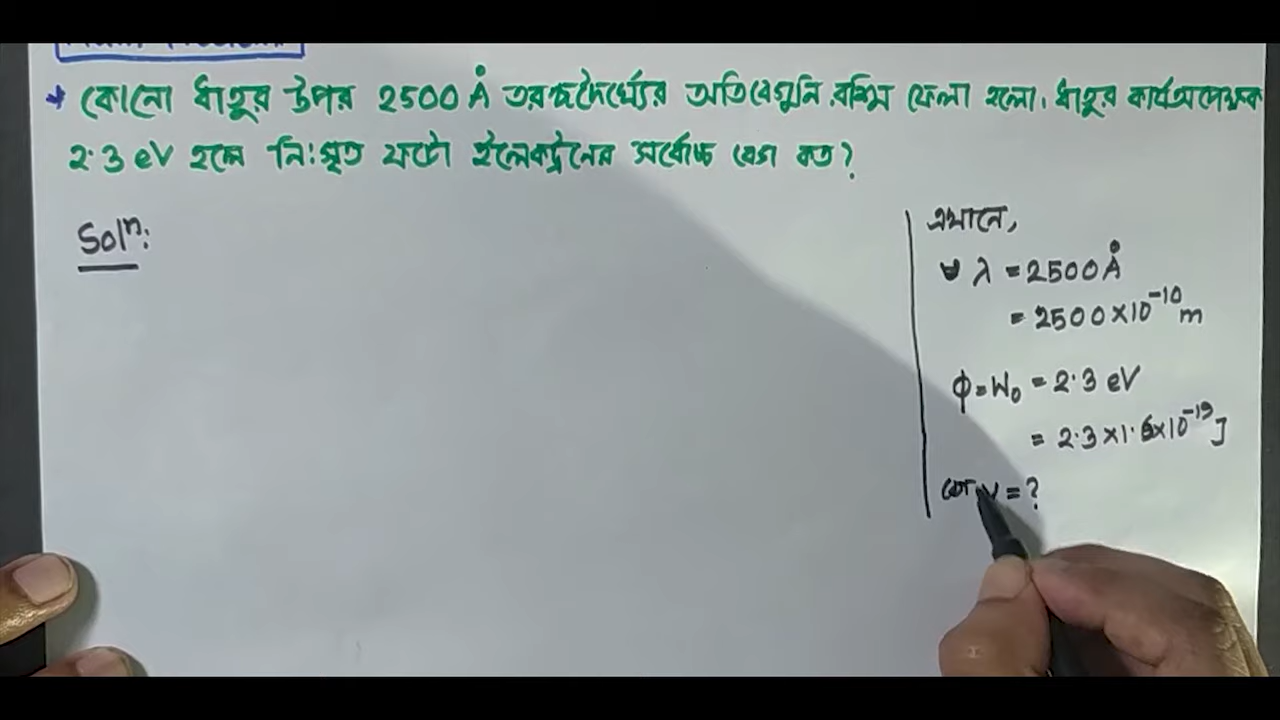 * কোনো ধাতুর উপর 2500 Å তরঙ্গদৈর্ঘ্যের অতিবেগুনি রশ্মি ফেলা হলো। ধাতুর কার্যঅপেক্ষক
2.3 eV হলে নিঃসৃত ফটো ইলেকট্রনের সর্বোচ্চ বেগ কত?
Solⁿ:
এখানে,
λ = 2500 Å
= 2500×10⁻¹⁰ m
ϕ = W₀ = 2.3 eV
= 2.3×1.6×10⁻¹⁹ J
v = ?